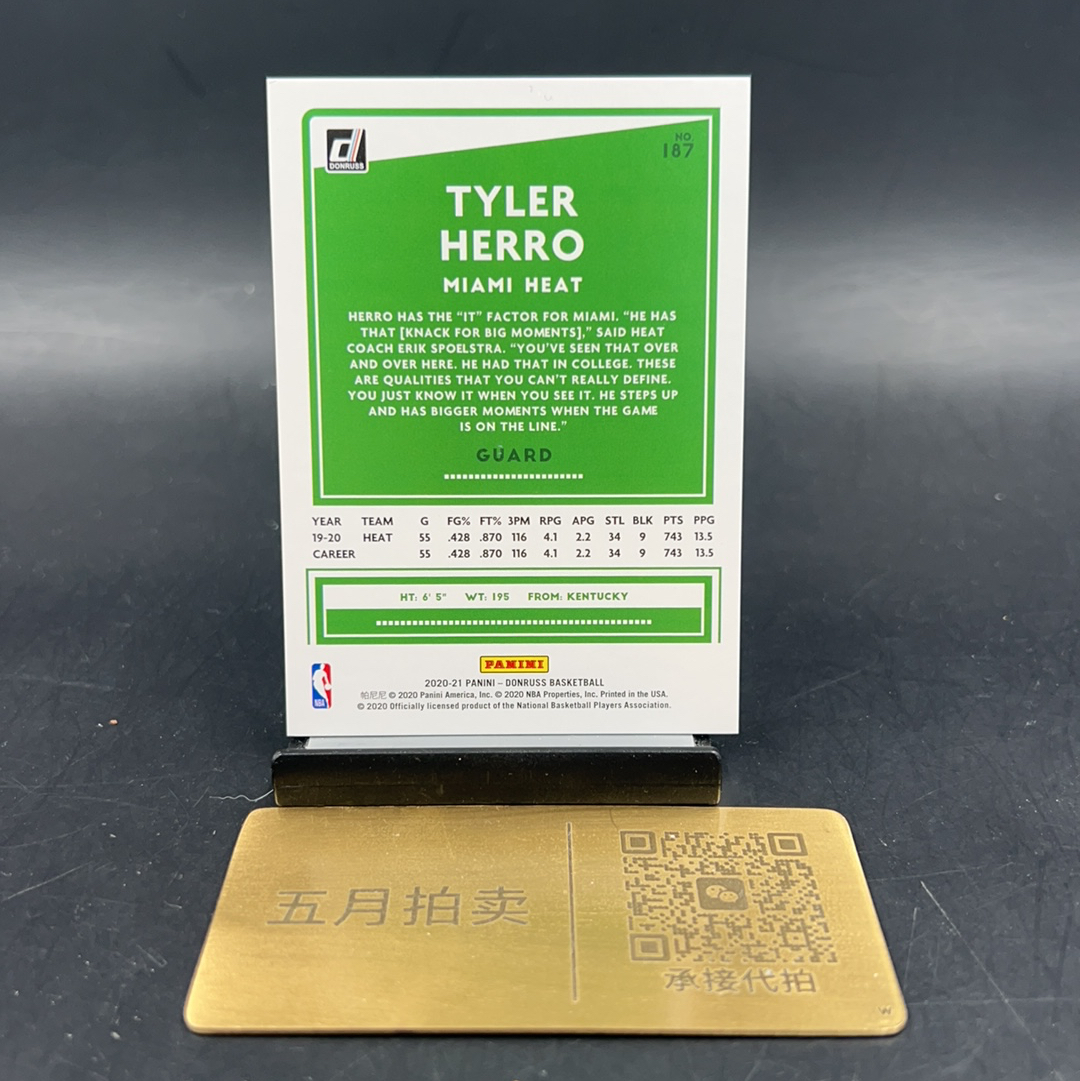 DONRUSS
NO.
187
TYLER
HERRO
MIAMI HEAT
HERRO HAS THE “IT” FACTOR FOR MIAMI. “HE HAS
THAT [KNACK FOR BIG MOMENTS],” SAID HEAT
COACH ERIK SPOELSTRA. “YOU’VE SEEN THAT OVER
AND OVER HERE. HE HAD THAT IN COLLEGE. THESE
ARE QUALITIES THAT YOU CAN’T REALLY DEFINE.
YOU JUST KNOW IT WHEN YOU SEE IT. HE STEPS UP
AND HAS BIGGER MOMENTS WHEN THE GAME
IS ON THE LINE.”
GUARD
YEAR TEAM G FG% FT% 3PM RPG APG STL BLK PTS PPG
19-20 HEAT 55 .428 .870 116 4.1 2.2 34 9 743 13.5
CAREER 55 .428 .870 116 4.1 2.2 34 9 743 13.5
HT: 6' 5" WT: 195 FROM: KENTUCKY
PANINI
NBA
2020-21 PANINI – DONRUSS BASKETBALL
帕尼尼 © 2020 Panini America, Inc. © 2020 NBA Properties, Inc. Printed in the USA.
© 2020 Officially licensed product of the National Basketball Players Association.
五月拍卖
承接代拍
W